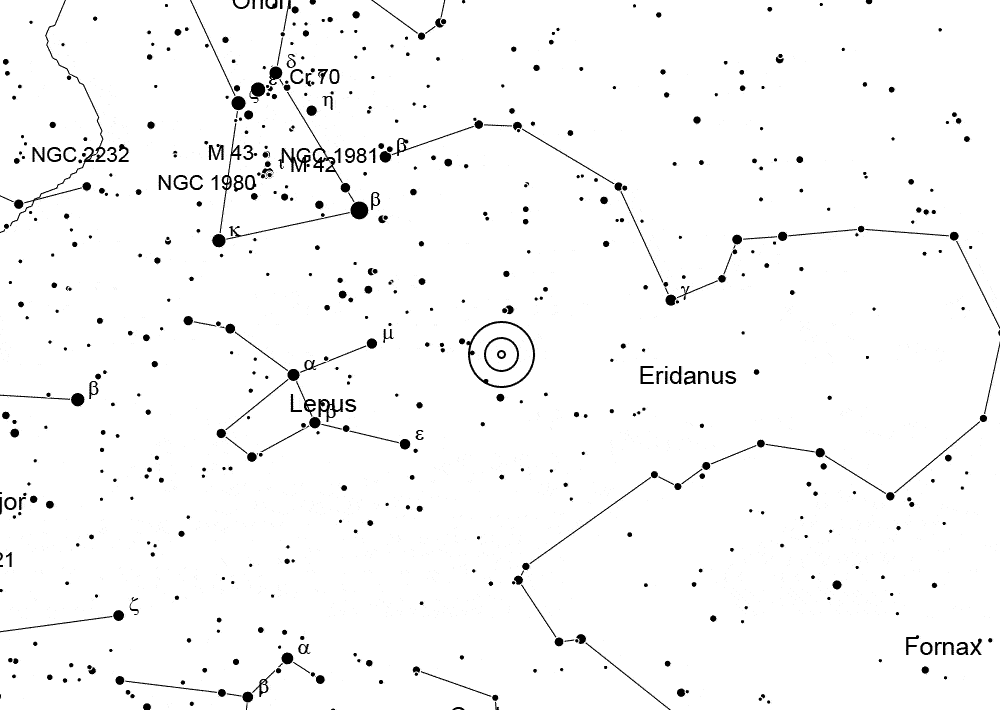 Orion
δ
Cr 70
ε
ζ
η
NGC 2232
M 43
NGC 1981
β
ι
M 42
NGC 1980
β
κ
γ
μ
α
Eridanus
β
Lepus
β
ε
jor
21
ζ
α
Fornax
β